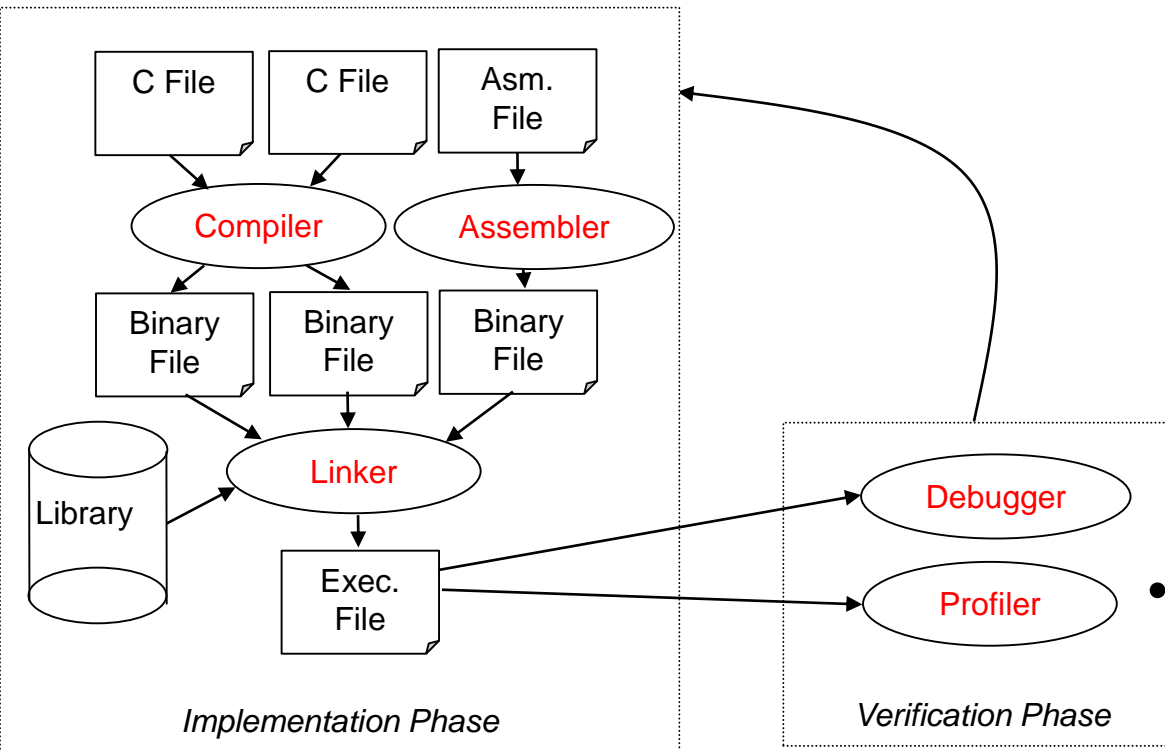 C File
C File
Asm.
File
Compiler
Assembler
Binary
File
Binary
File
Binary
File
Library
Linker
Debugger
Exec.
File
Profiler
Implementation Phase
Verification Phase